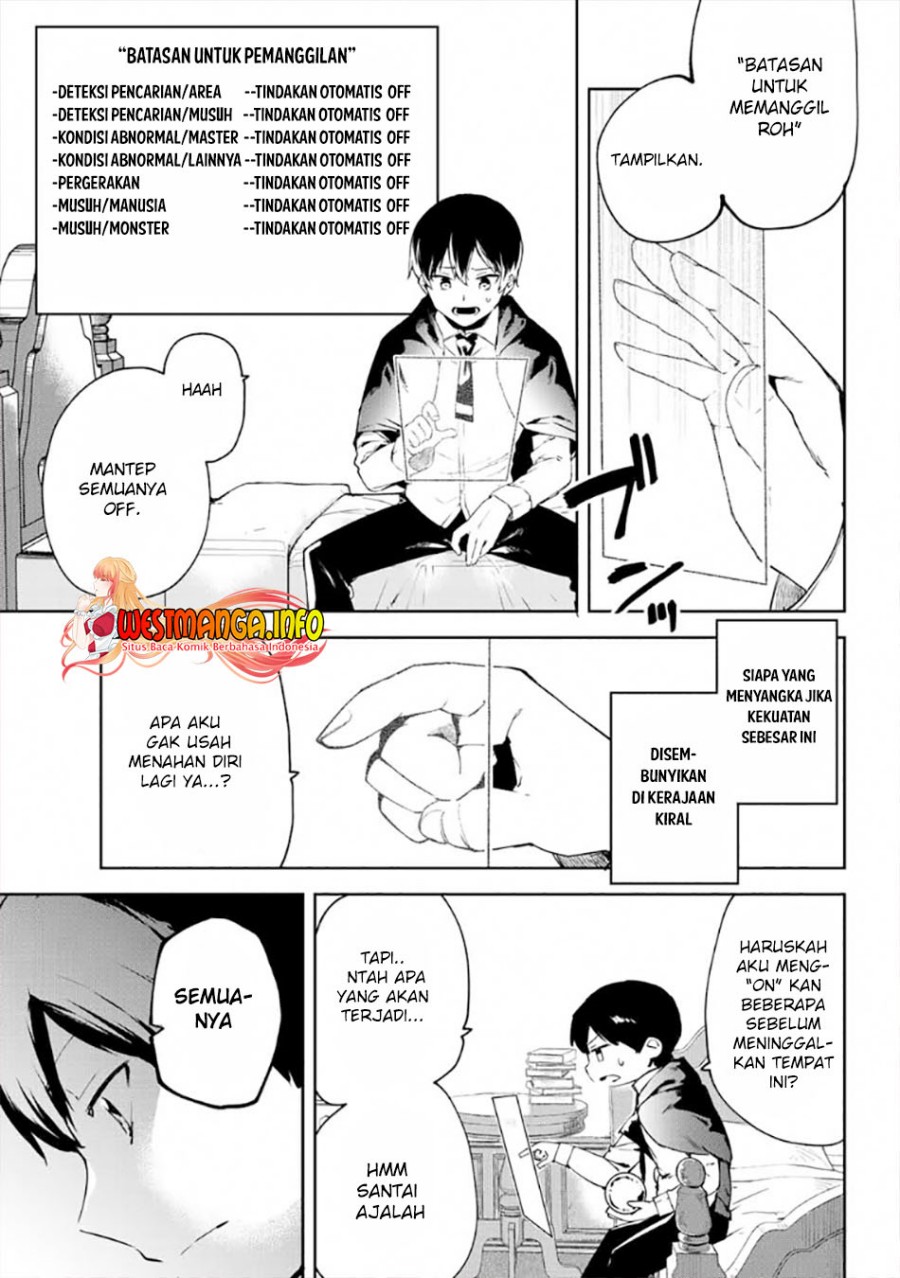 "BATASAN
UNTUK
MEMANGGIL
ROH"
TAMPILKAN.
"BATASAN UNTUK PEMANGGILAN"
-DETEKSI PENCARIAN/AREA --TINDAKAN OTOMATIS OFF
-DETEKSI PENCARIAN/MUSUH --TINDAKAN OTOMATIS OFF
-KONDISI ABNORMAL/MASTER --TINDAKAN OTOMATIS OFF
-KONDISI ABNORMAL/LAINNYA --TINDAKAN OTOMATIS OFF
-PERGERAKAN --TINDAKAN OTOMATIS OFF
-MUSUH/MANUSIA --TINDAKAN OTOMATIS OFF
-MUSUH/MONSTER --TINDAKAN OTOMATIS OFF
HAAH
MANTEP
SEMUANYA
OFF.
WESTMANGA.INFO
Situs Baca Komik Berbahasa Indonesia
SIAPA YANG
MENYANGKA JIKA
KEKUATAN
SEBESAR INI
DISEM-
BUNYIKAN
DI KERAJAAN
KIRAL
APA AKU
GAK USAH
MENAHAN DIRI
LAGI YA...?
HARUSKAH
AKU MENG-
"ON" KAN
BEBERAPA
SEBELUM
MENINGGAL-
KAN TEMPAT
INI?
TAPI..
NTAH APA
YANG AKAN
TERJADI...
HMM
SANTAI
AJALAH
SEMUA-
NYA